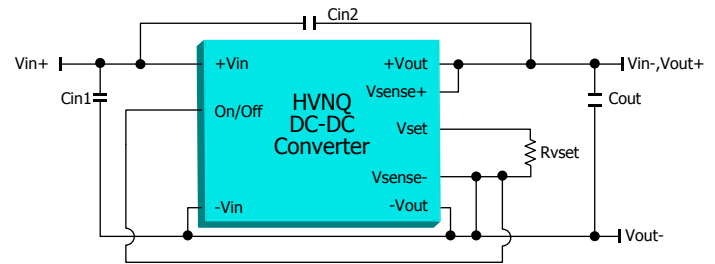 Cin2
Vin+
+Vin
+Vout
Vin-,Vout+
Vsense+
Cin1
On/Off
HVNQ
DC-DC
Converter
Cout
Vset
Rvset
Vsense-
-Vin
-Vout
Vout-